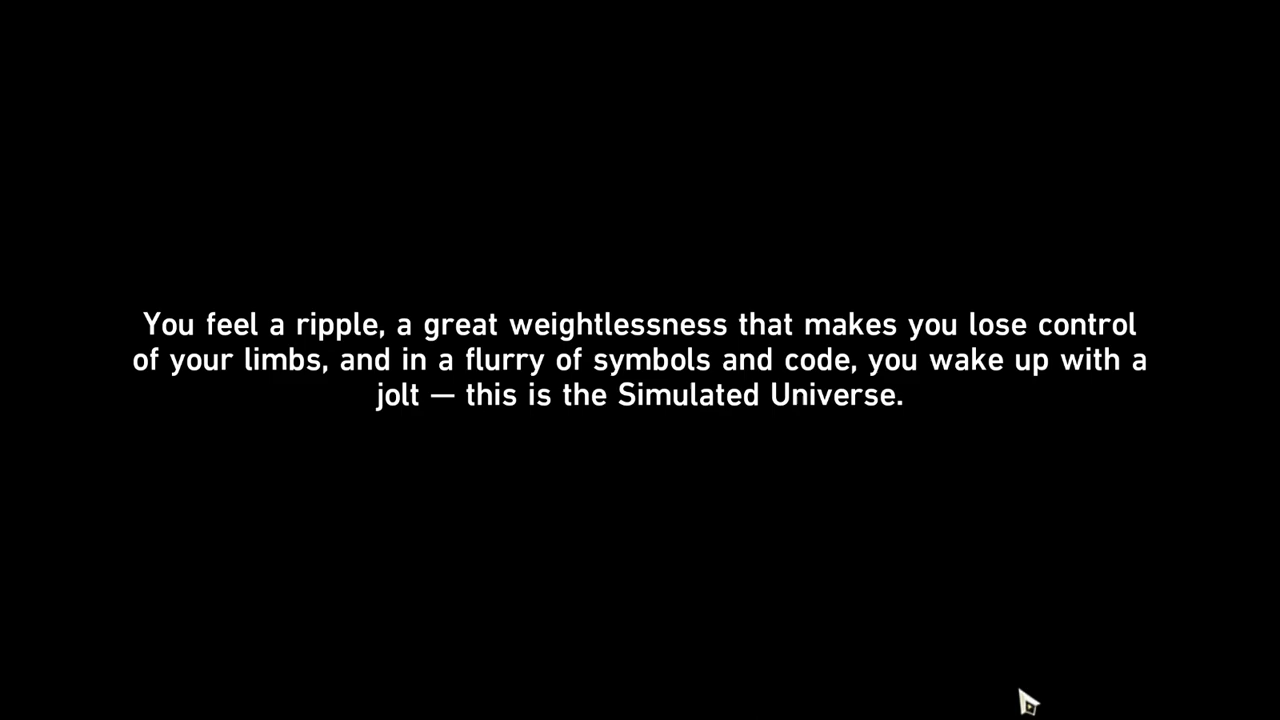 You feel a ripple, a great weightlessness that makes you lose control
of your limbs, and in a flurry of symbols and code, you wake up with a
jolt — this is the Simulated Universe.